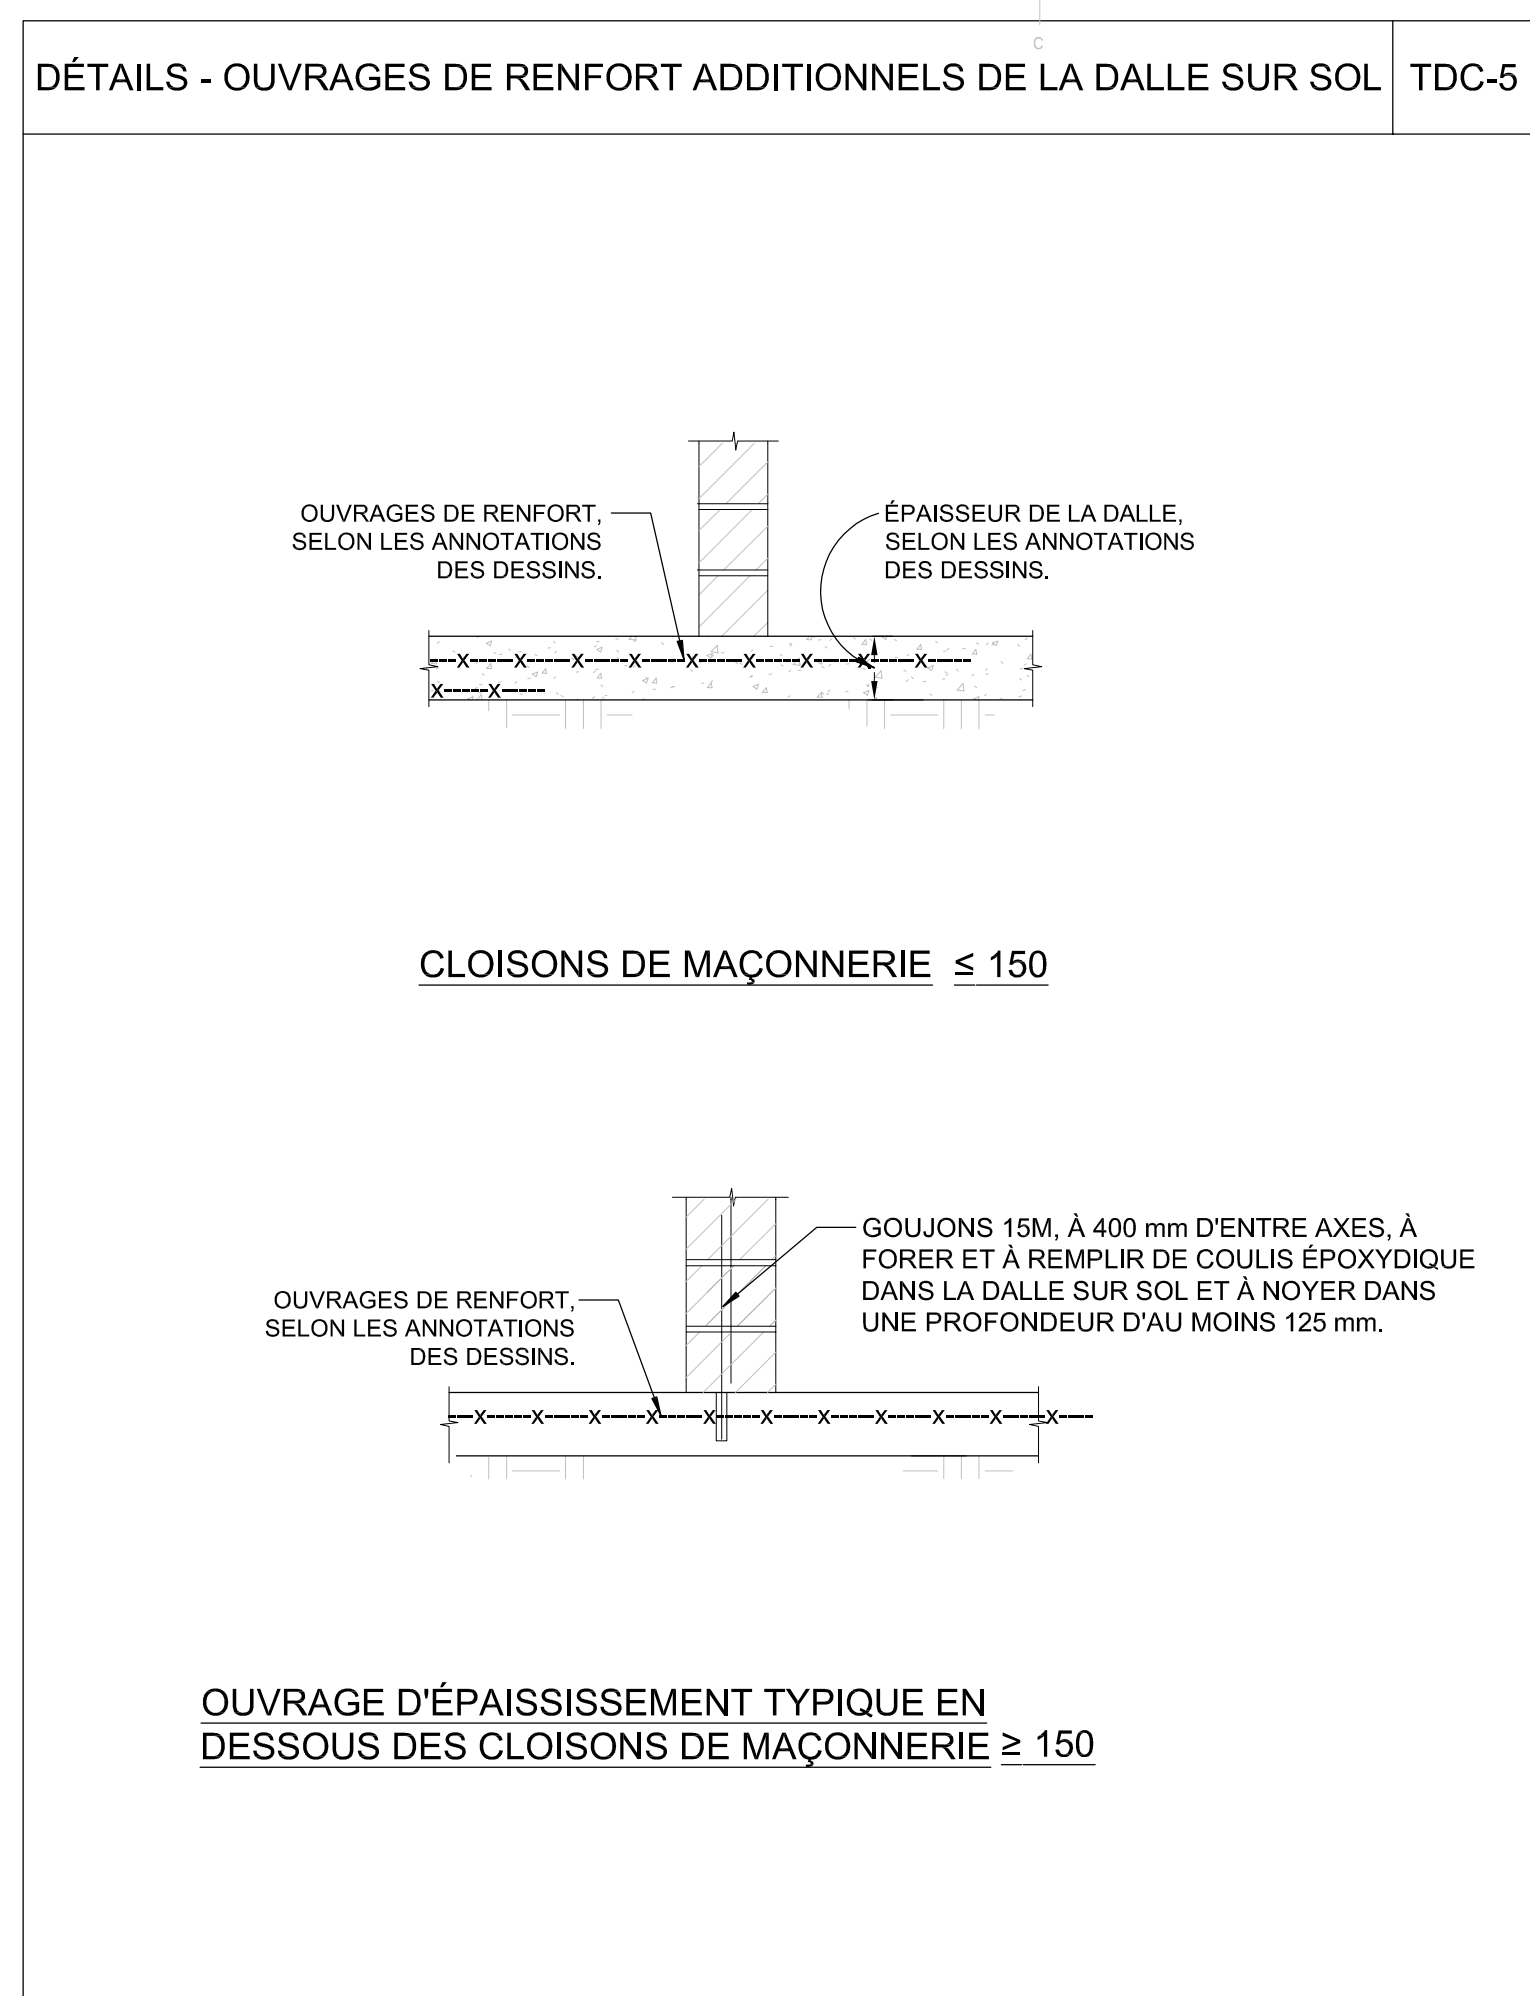 C
DÉTAILS - OUVRAGES DE RENFORT ADDITIONNELS DE LA DALLE SUR SOL
TDC-5
OUVRAGES DE RENFORT,
SELON LES ANNOTATIONS
DES DESSINS.
ÉPAISSEUR DE LA DALLE,
SELON LES ANNOTATIONS
DES DESSINS.
CLOISONS DE MAÇONNERIE ≤ 150
GOUJONS 15M, À 400 mm D'ENTRE AXES, À
FORER ET À REMPLIR DE COULIS ÉPOXYDIQUE
DANS LA DALLE SUR SOL ET À NOYER DANS
UNE PROFONDEUR D'AU MOINS 125 mm.
OUVRAGES DE RENFORT,
SELON LES ANNOTATIONS
DES DESSINS.
OUVRAGE D'ÉPAISSISSEMENT TYPIQUE EN
DESSOUS DES CLOISONS DE MAÇONNERIE ≥ 150